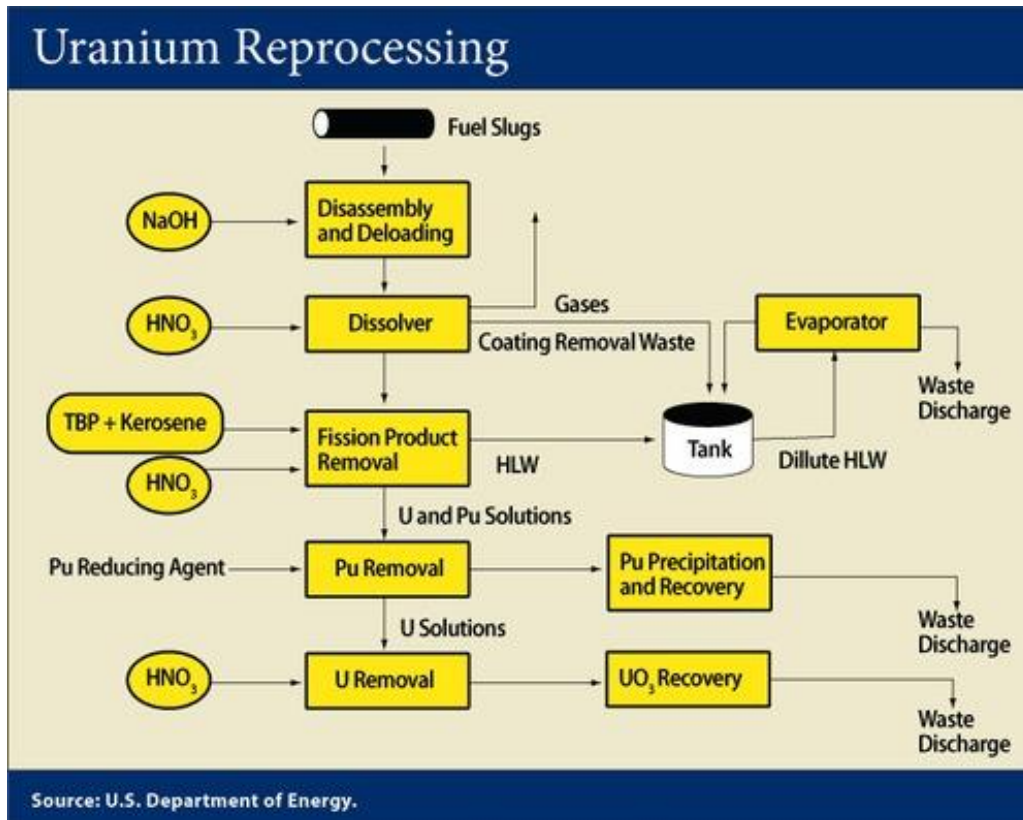 Uranium Reprocessing
Fuel Slugs
NaOH
Disassembly
and Deloading
Gases
HNO₃
Dissolver
Coating Removal Waste
Evaporator
Waste
Discharge
TBP + Kerosene
HNO₃
Fission Product
Removal
HLW
Tank
Dillute HLW
U and Pu Solutions
Pu Reducing Agent
Pu Removal
Pu Precipitation
and Recovery
Waste
Discharge
U Solutions
HNO₃
U Removal
UO₃ Recovery
Waste
Discharge
Source: U.S. Department of Energy.